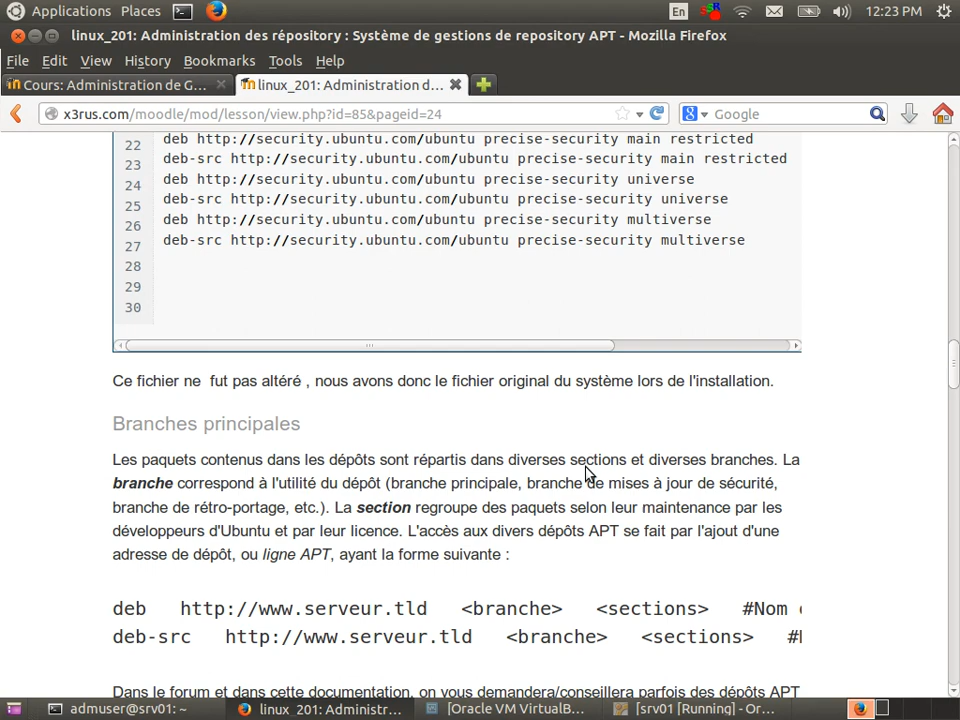 Applications Places En 12:23 PM
linux_201: Administration des répository : Système de gestions de repository APT - Mozilla Firefox
File Edit View History Bookmarks Tools Help
Cours: Administration de G... linux_201: Administration d...
x3rus.com/moodle/mod/lesson/view.php?id=85&pageid=24 Google
22 deb http://security.ubuntu.com/ubuntu precise-security main restricted
23 deb-src http://security.ubuntu.com/ubuntu precise-security main restricted
24 deb http://security.ubuntu.com/ubuntu precise-security universe
25 deb-src http://security.ubuntu.com/ubuntu precise-security universe
26 deb http://security.ubuntu.com/ubuntu precise-security multiverse
27 deb-src http://security.ubuntu.com/ubuntu precise-security multiverse
28
29
30
Ce fichier ne fut pas altéré , nous avons donc le fichier original du système lors de l'installation.
Branches principales
Les paquets contenus dans les dépôts sont répartis dans diverses sections et diverses branches. La
branche correspond à l'utilité du dépôt (branche principale, branche de mises à jour de sécurité,
branche de rétro-portage, etc.). La section regroupe des paquets selon leur maintenance par les
développeurs d'Ubuntu et par leur licence. L'accès aux divers dépôts APT se fait par l'ajout d'une
adresse de dépôt, ou ligne APT, ayant la forme suivante :
deb http://www.serveur.tld <branche> <sections> #Nom
deb-src http://www.serveur.tld <branche> <sections>
Dans le forum et dans cette documentation, on vous demandera/conseillera parfois des dépôts APT
admuser@srv01: ~ linux_201: Administr... [Oracle VM VirtualB... [srv01 [Running] - Or...